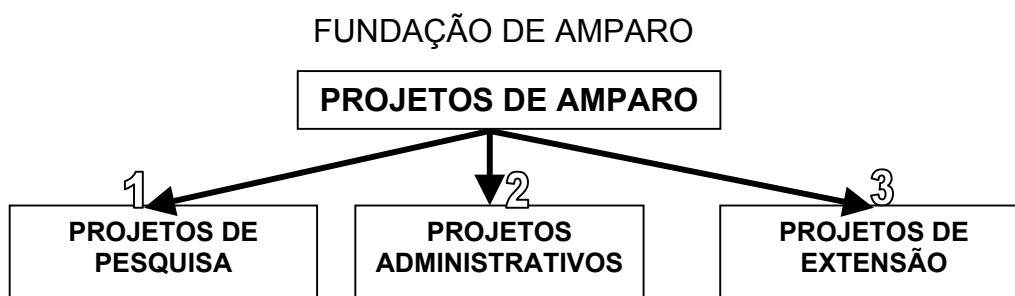 FUNDAÇÃO DE AMPARO
PROJETOS DE AMPARO
1
2
3
PROJETOS DE
PESQUISA
PROJETOS
ADMINISTRATIVOS
PROJETOS DE
EXTENSÃO